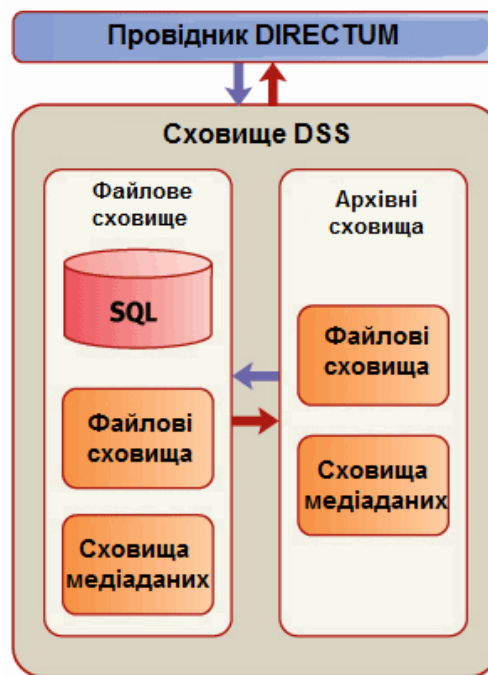 Провідник DIRECTUM
Сховище DSS
Файлове
сховище
SQL
Файлові
сховища
Сховища
медіаданих
Архівні
сховища
Файлові
сховища
Сховища
медіаданих